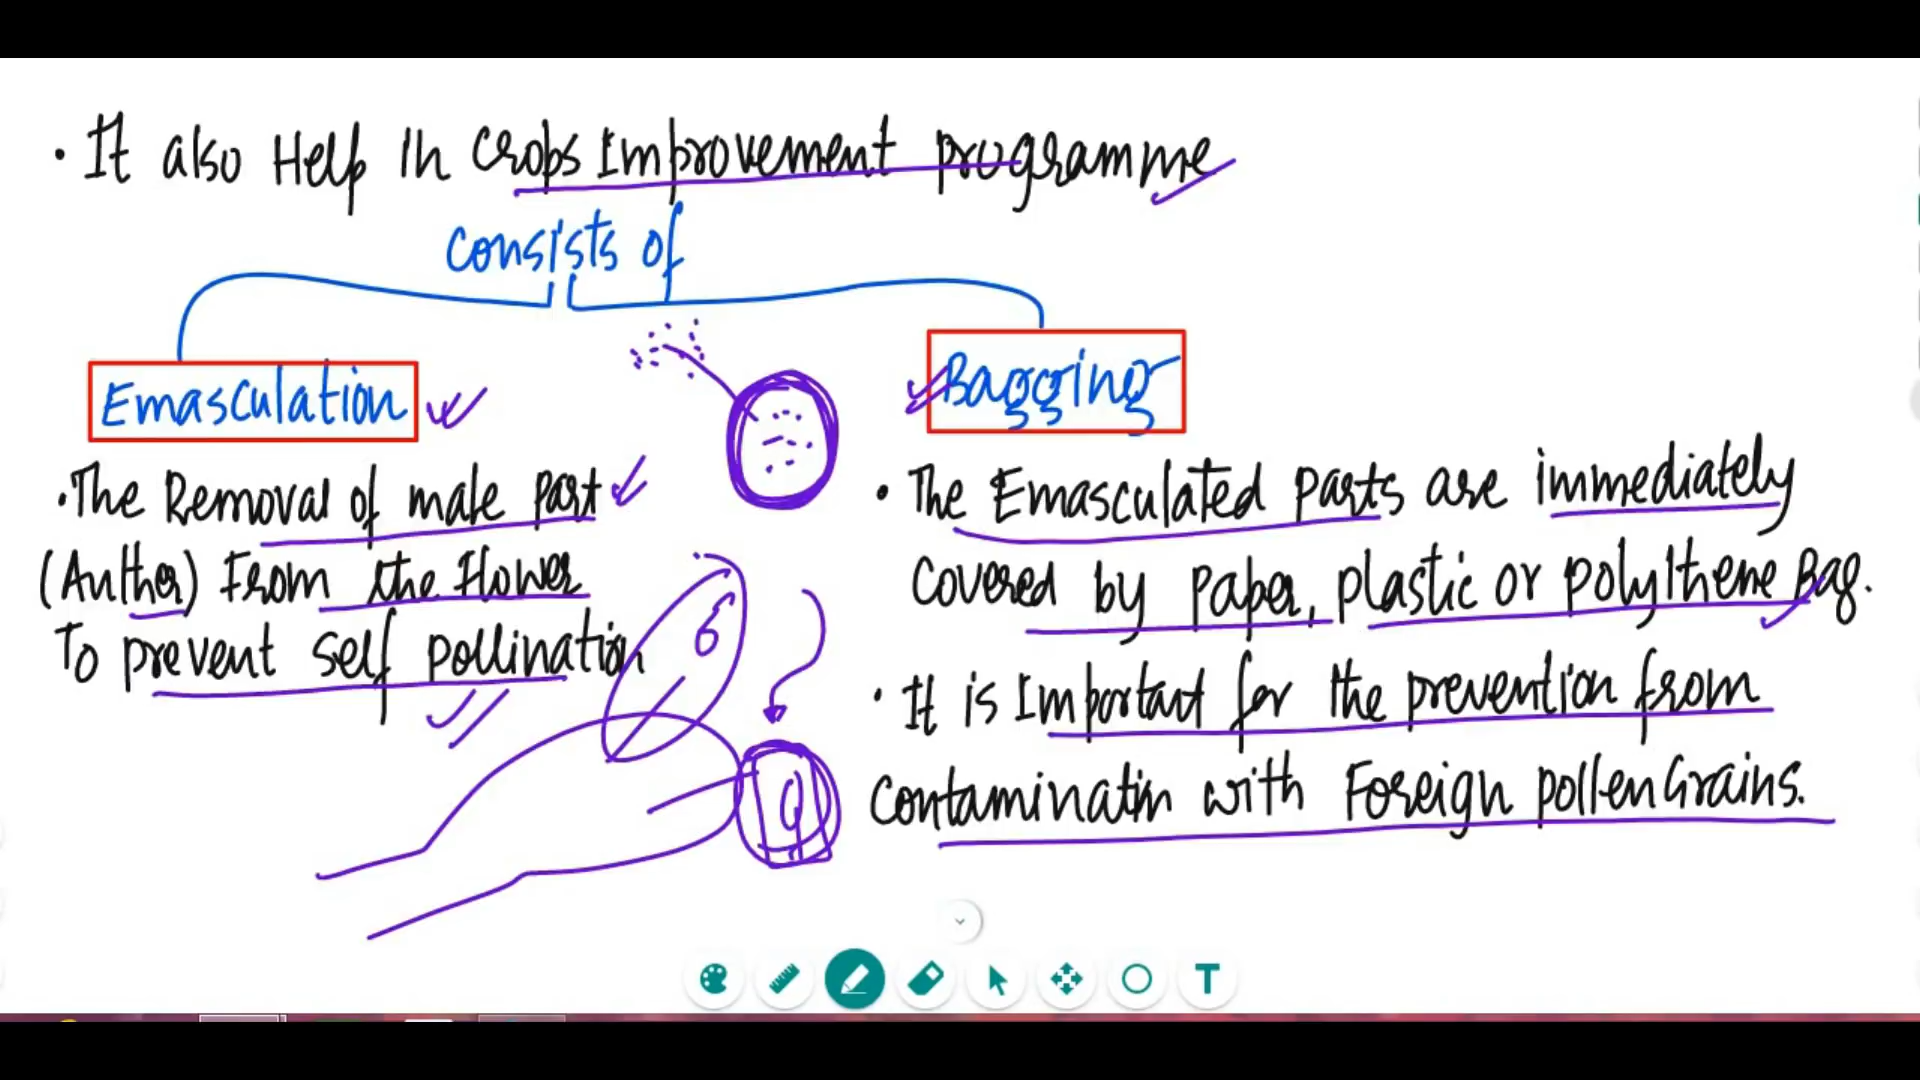 • It also Help in Crops Improvement programme
consists of
Emasculation
Bagging
• The Removal of male part
(Anther) From the Flower
To prevent self pollination
• The Emasculated parts are immediately
covered by paper, plastic or polythene Bag.
• It is Important for the prevention from
contamination with Foreign pollen Grains.
T